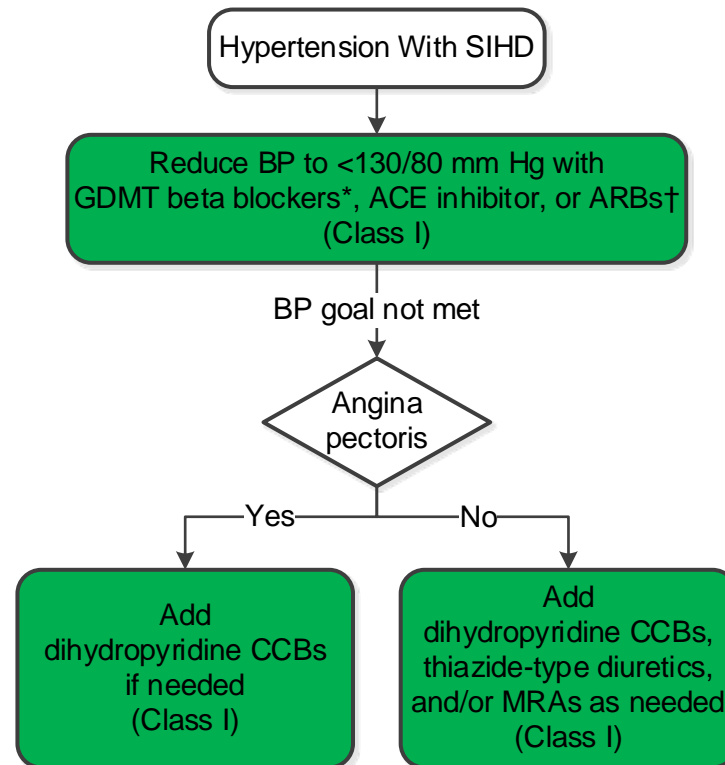 Hypertension With SIHD
Reduce BP to <130/80 mm Hg with
GDMT beta blockers*, ACE inhibitor, or ARBs†
(Class I)
BP goal not met
Angina
pectoris
Yes
No
Add
dihydropyridine CCBs
if needed
(Class I)
Add
dihydropyridine CCBs,
thiazide-type diuretics,
and/or MRAs as needed
(Class I)